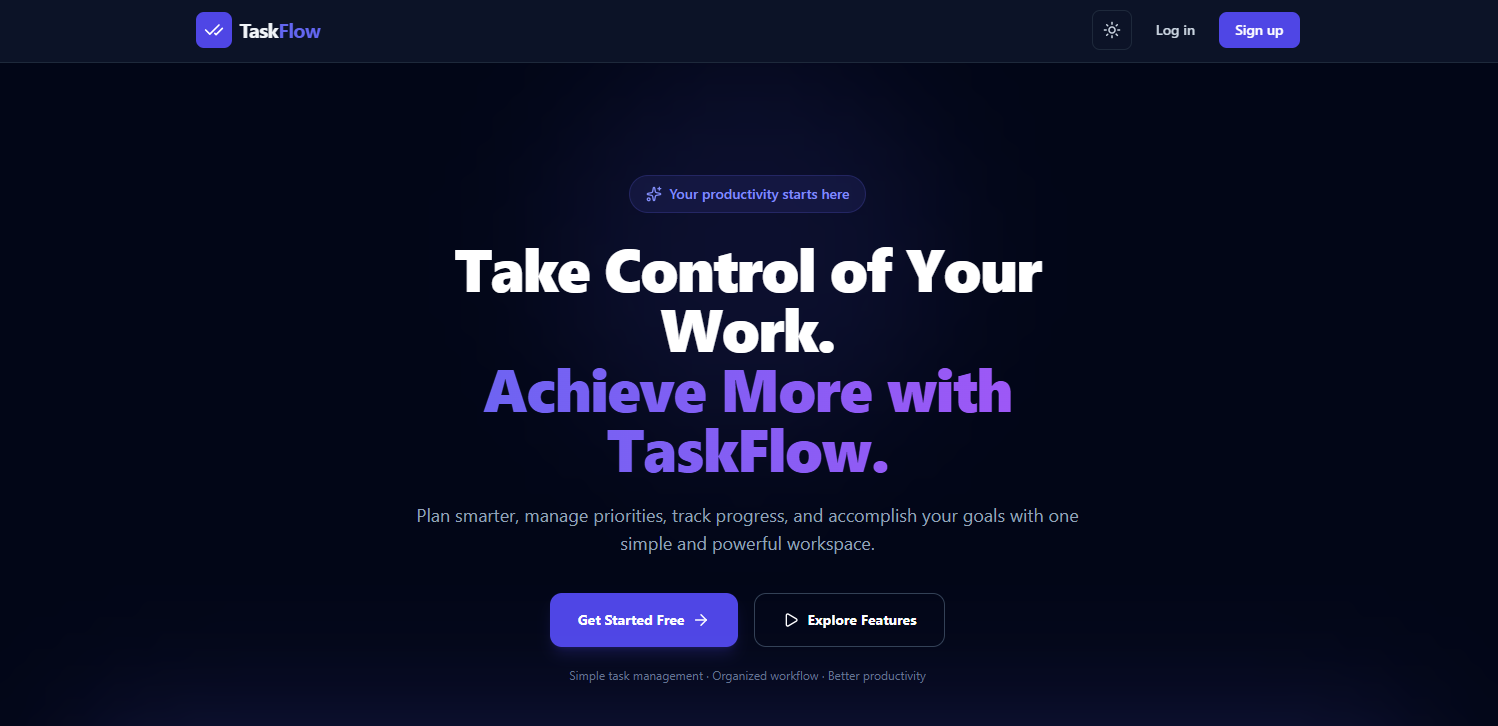 TaskFlow
Log in
Sign up
Your productivity starts here
Take Control of Your
Work.
Achieve More with
TaskFlow.
Plan smarter, manage priorities, track progress, and accomplish your goals with one
simple and powerful workspace.
Get Started Free
Explore Features
Simple task management · Organized workflow · Better productivity